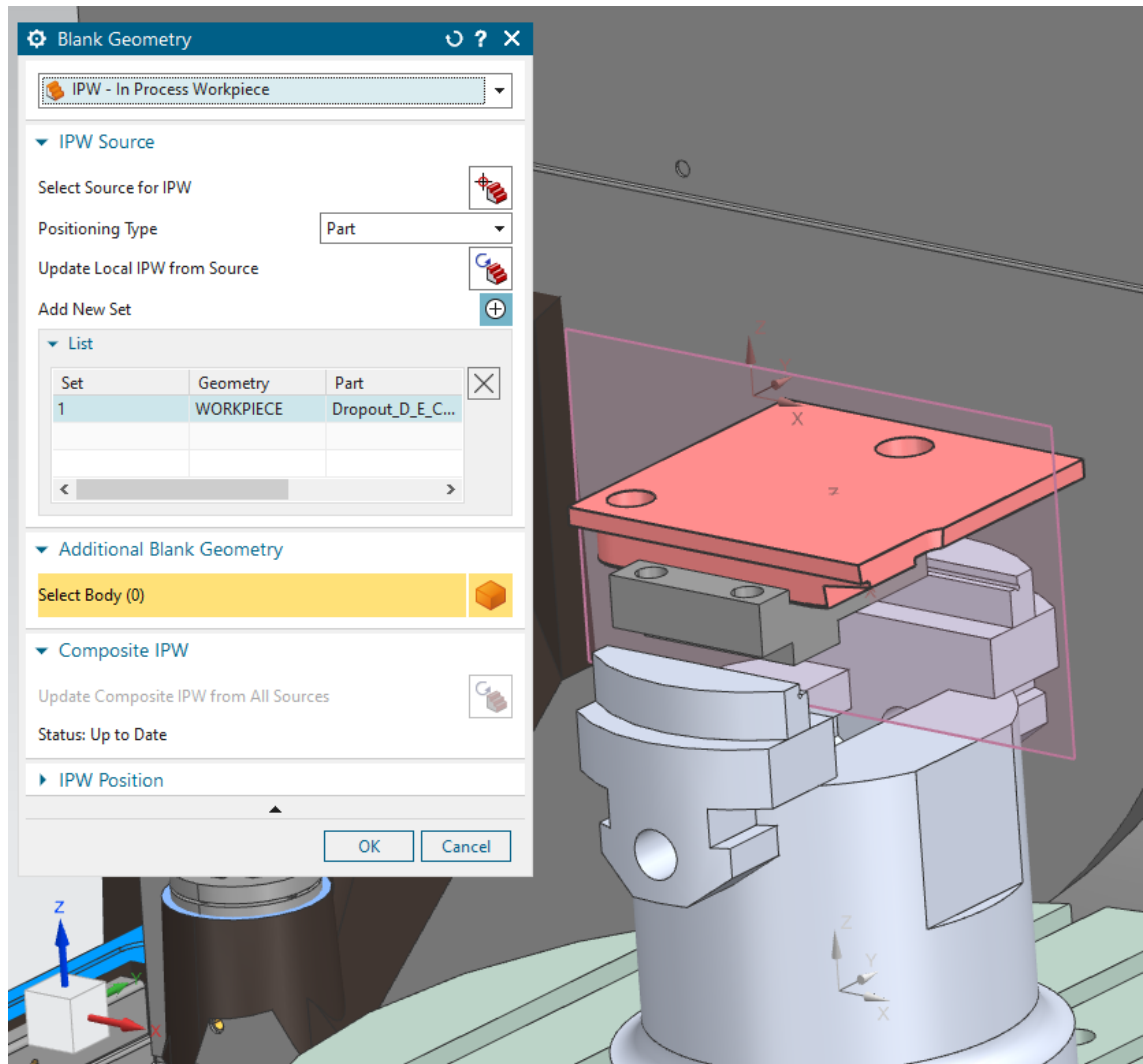 Blank Geometry
?
IPW - In Process Workpiece
IPW Source
Select Source for IPW
Positioning Type Part
Update Local IPW from Source
Add New Set
List
Set Geometry Part
1 WORKPIECE Dropout_D_E_C...
Additional Blank Geometry
Select Body (0)
Composite IPW
Update Composite IPW from All Sources
Status: Up to Date
IPW Position
OK Cancel
Z
X
Z
X
Z
Y
X
Z
Y
X